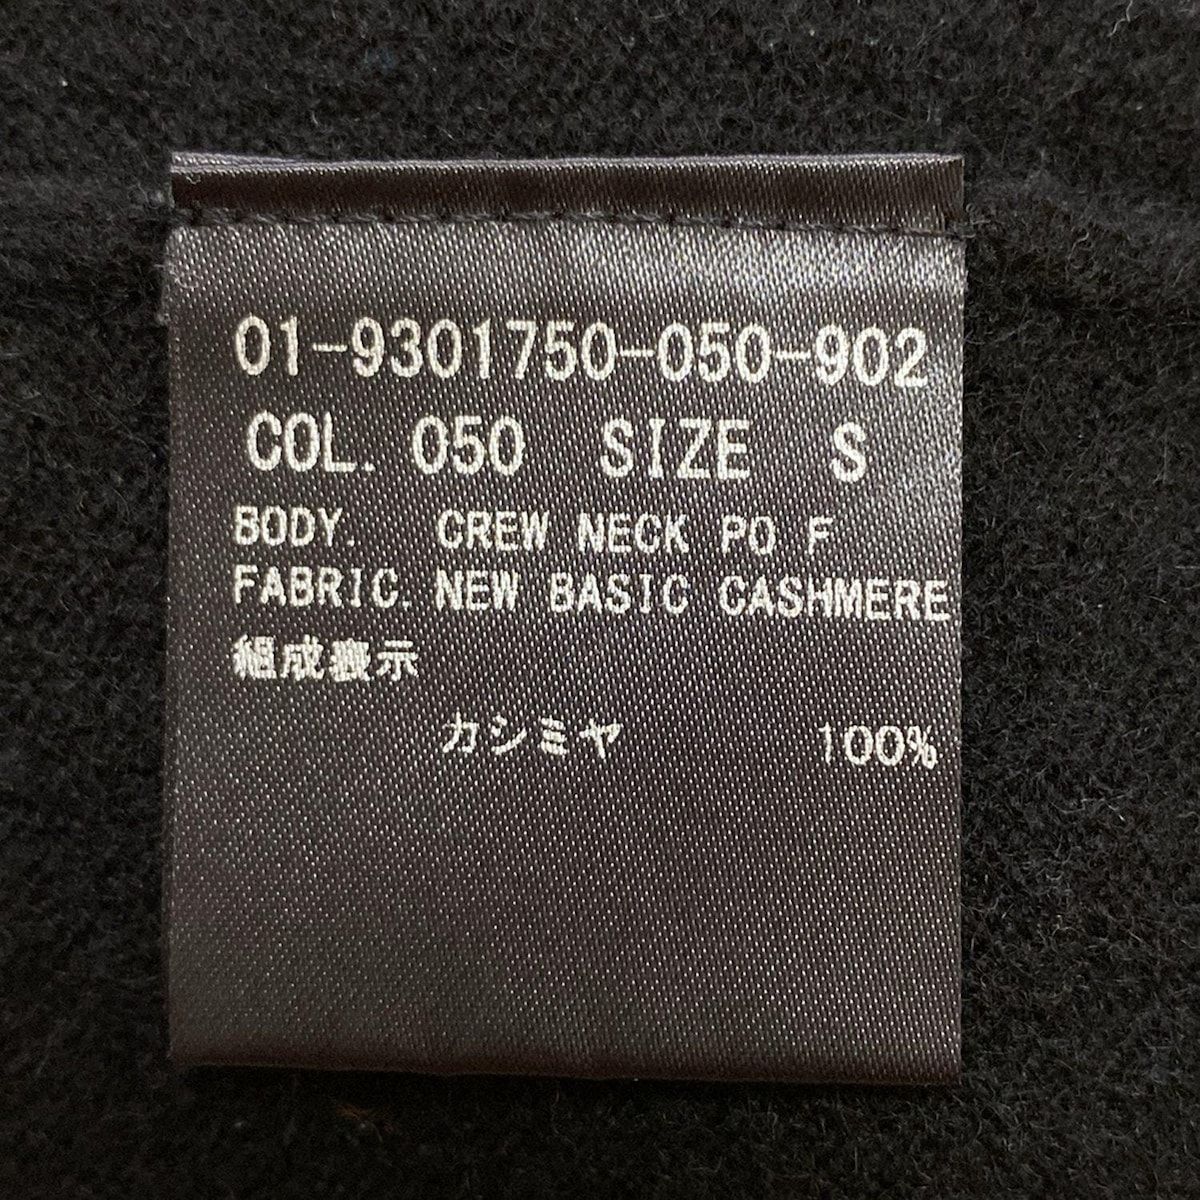 01-9301750-050-902
COL. 050 SIZE S
BODY. CREW NECK PO F
FABRIC. NEW BASIC CASHMERE
組成表示
カシミヤ 100%